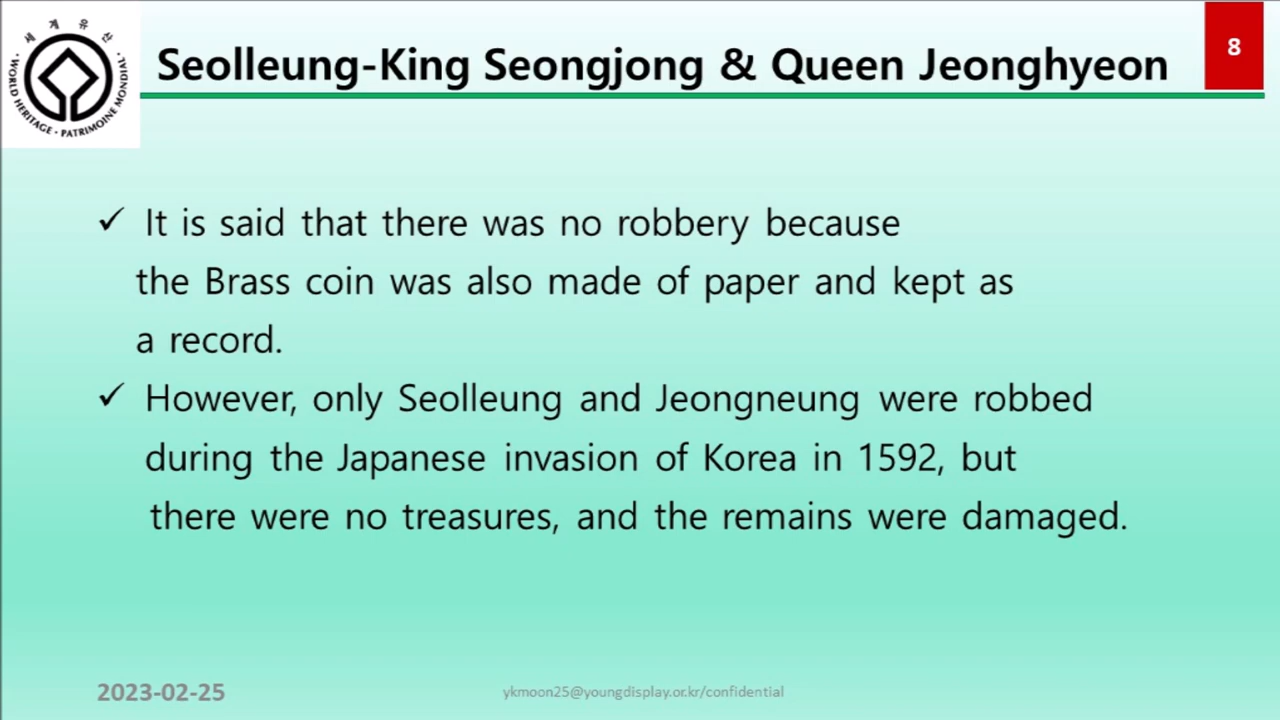 세계유산
WORLD HERITAGE · PATRIMOINE MONDIAL
Seolleung-King Seongjong & Queen Jeonghyeon
8
✓ It is said that there was no robbery because
the Brass coin was also made of paper and kept as
a record.
✓ However, only Seolleung and Jeongneung were robbed
during the Japanese invasion of Korea in 1592, but
there were no treasures, and the remains were damaged.
2023-02-25
ykmoon25@youngdisplay.or.kr/confidential